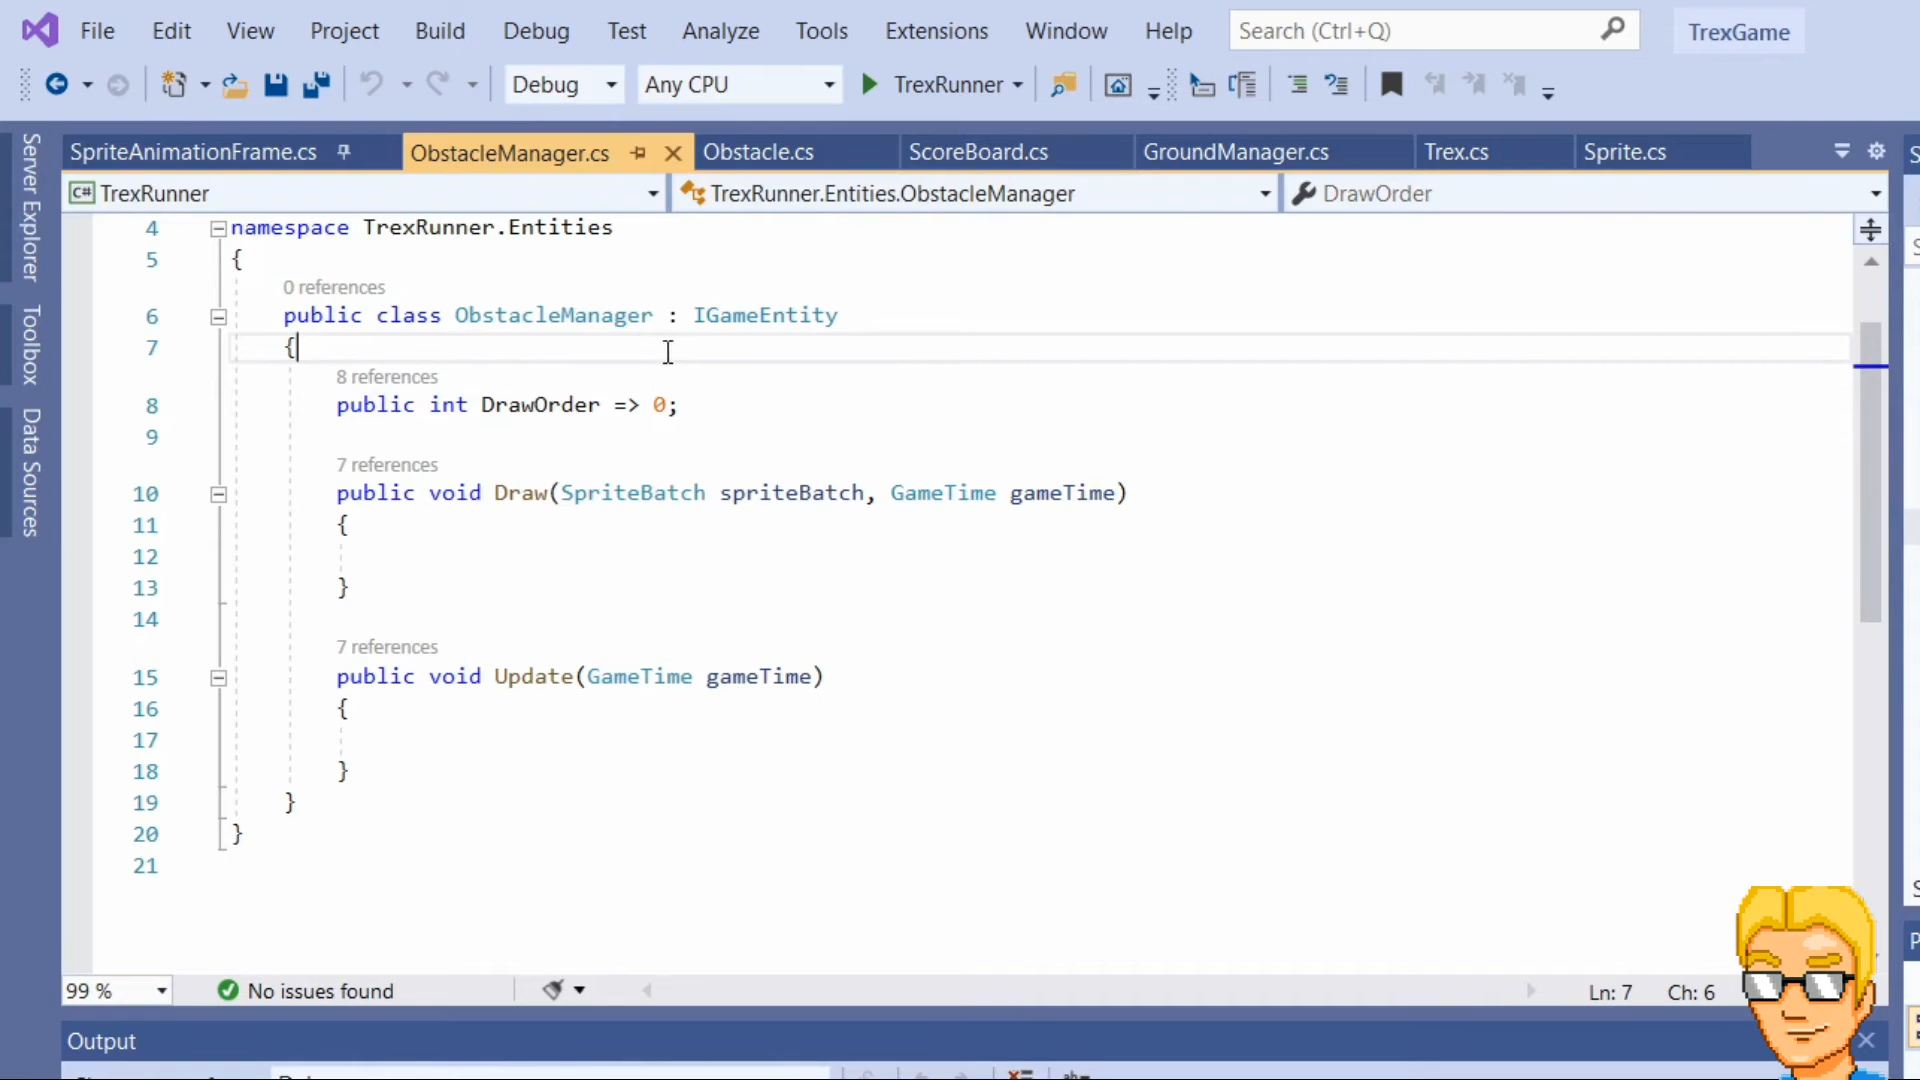 File Edit View Project Build Debug Test Analyze Tools Extensions Window Help Search (Ctrl+Q) TrexGame
Debug Any CPU TrexRunner
Server Explorer
Toolbox
Data Sources
SpriteAnimationFrame.cs ObstacleManager.cs Obstacle.cs ScoreBoard.cs GroundManager.cs Trex.cs Sprite.cs
C# TrexRunner TrexRunner.Entities.ObstacleManager DrawOrder
4 namespace TrexRunner.Entities
5 {
0 references
6 public class ObstacleManager : IGameEntity
7 {
8 references
8 public int DrawOrder => 0;
9
7 references
10 public void Draw(SpriteBatch spriteBatch, GameTime gameTime)
11 {
12
13 }
14
7 references
15 public void Update(GameTime gameTime)
16 {
17
18 }
19 }
20 }
21
99 % No issues found Ln: 7 Ch: 6
Output